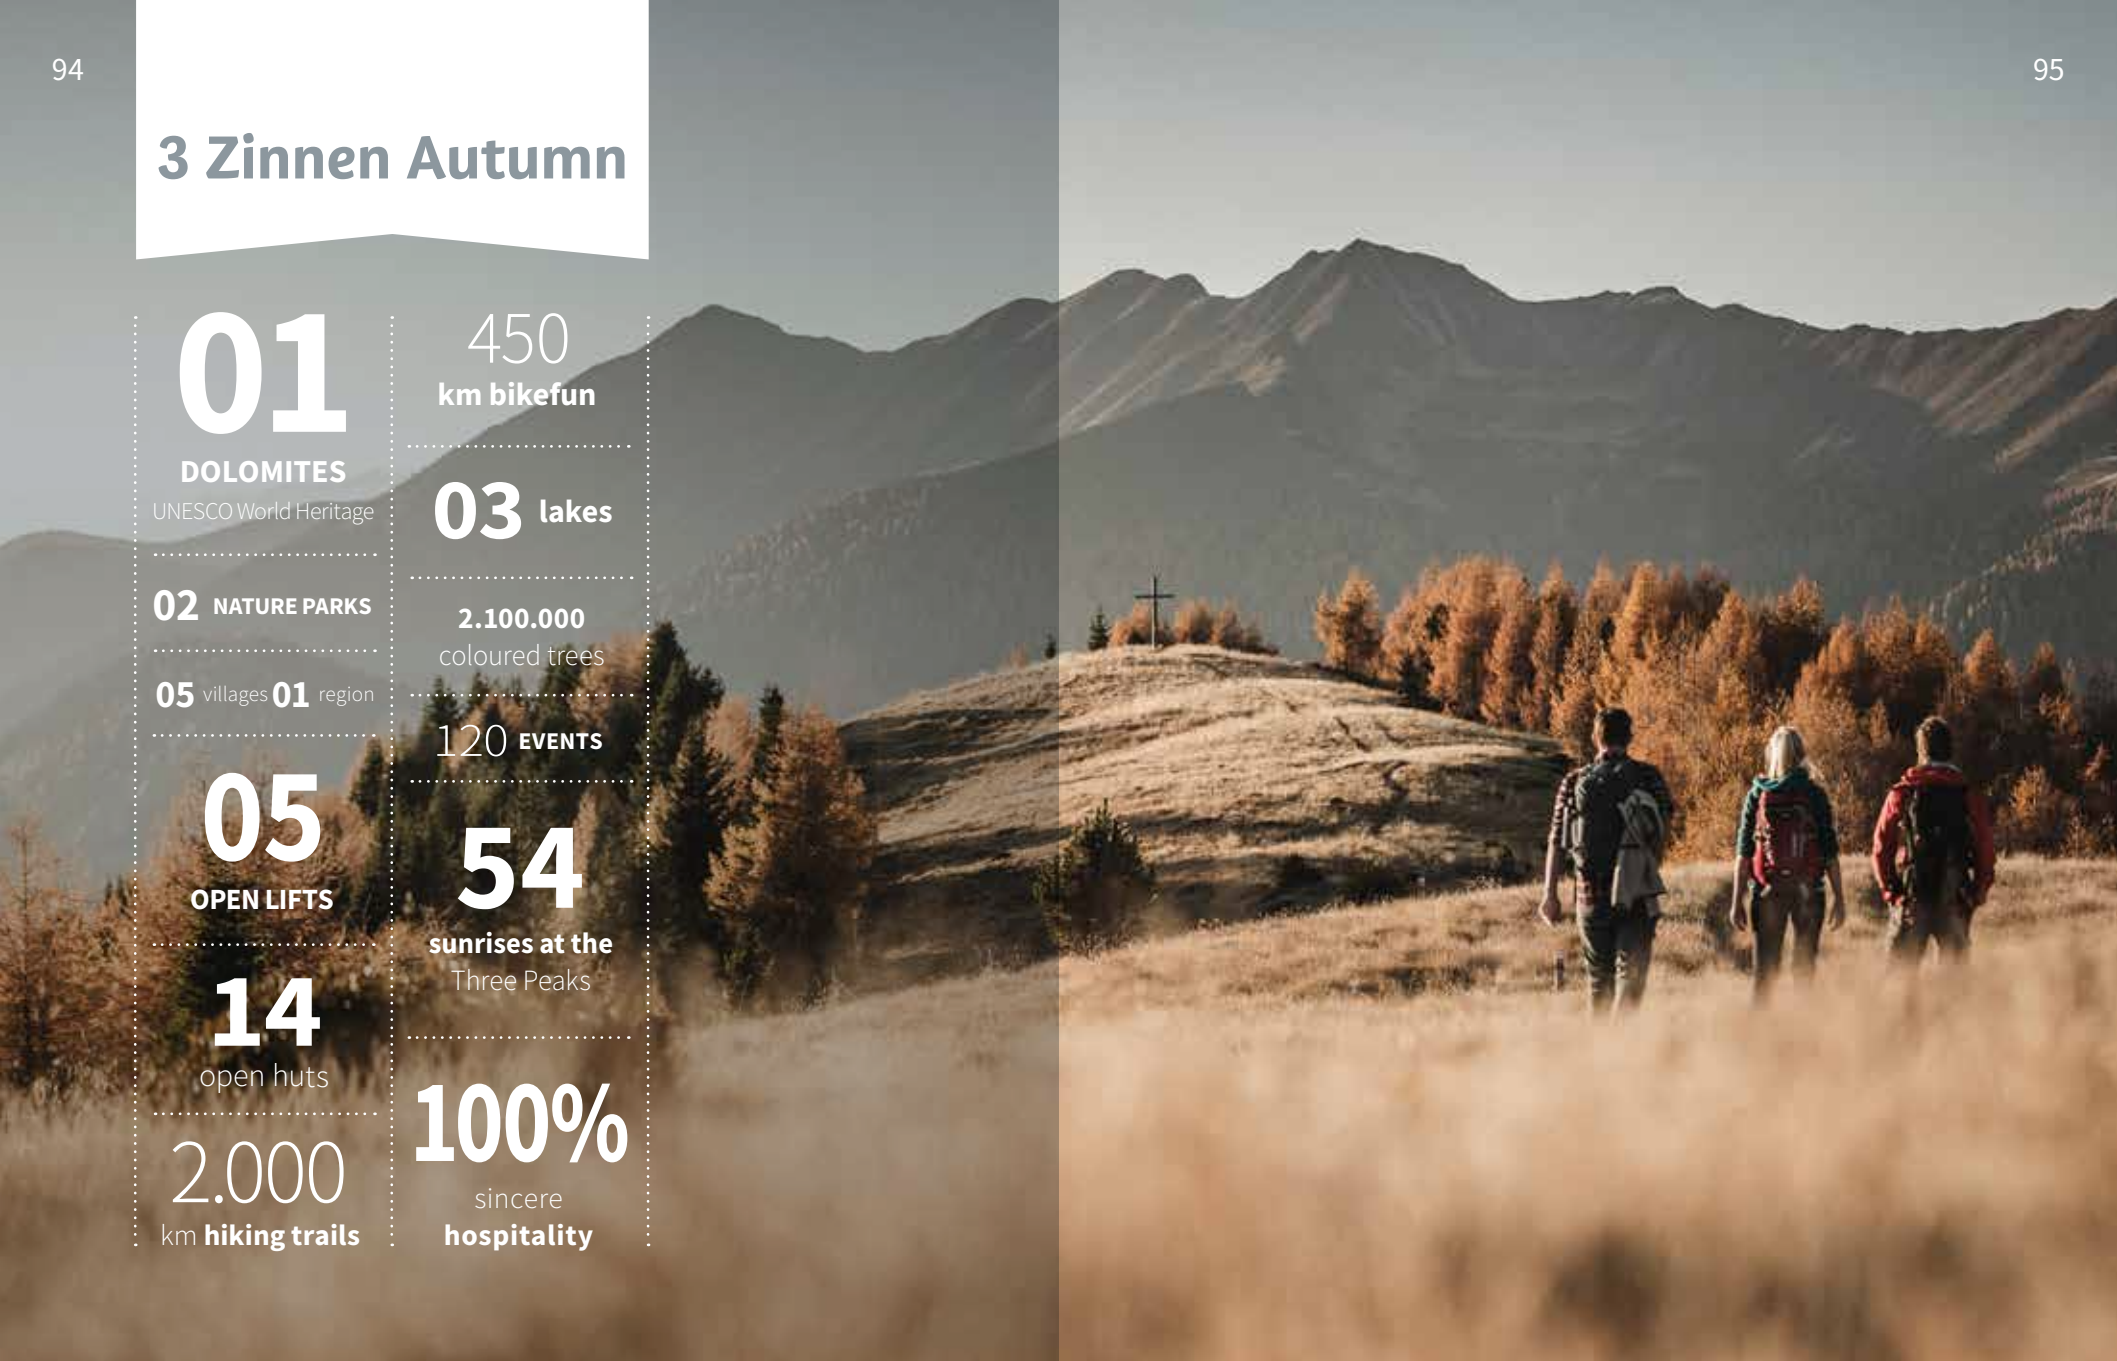 94
3 Zinnen Autumn
01
DOLOMITES
UNESCO World Heritage
02 NATURE PARKS
05 villages 01 region
05
OPEN LIFTS
14
open huts
2.000
km hiking trails
450
km bikefun
03 lakes
2.100.000
coloured trees
120 EVENTS
54
sunrises at the
Three Peaks
100%
sincere
hospitality
95